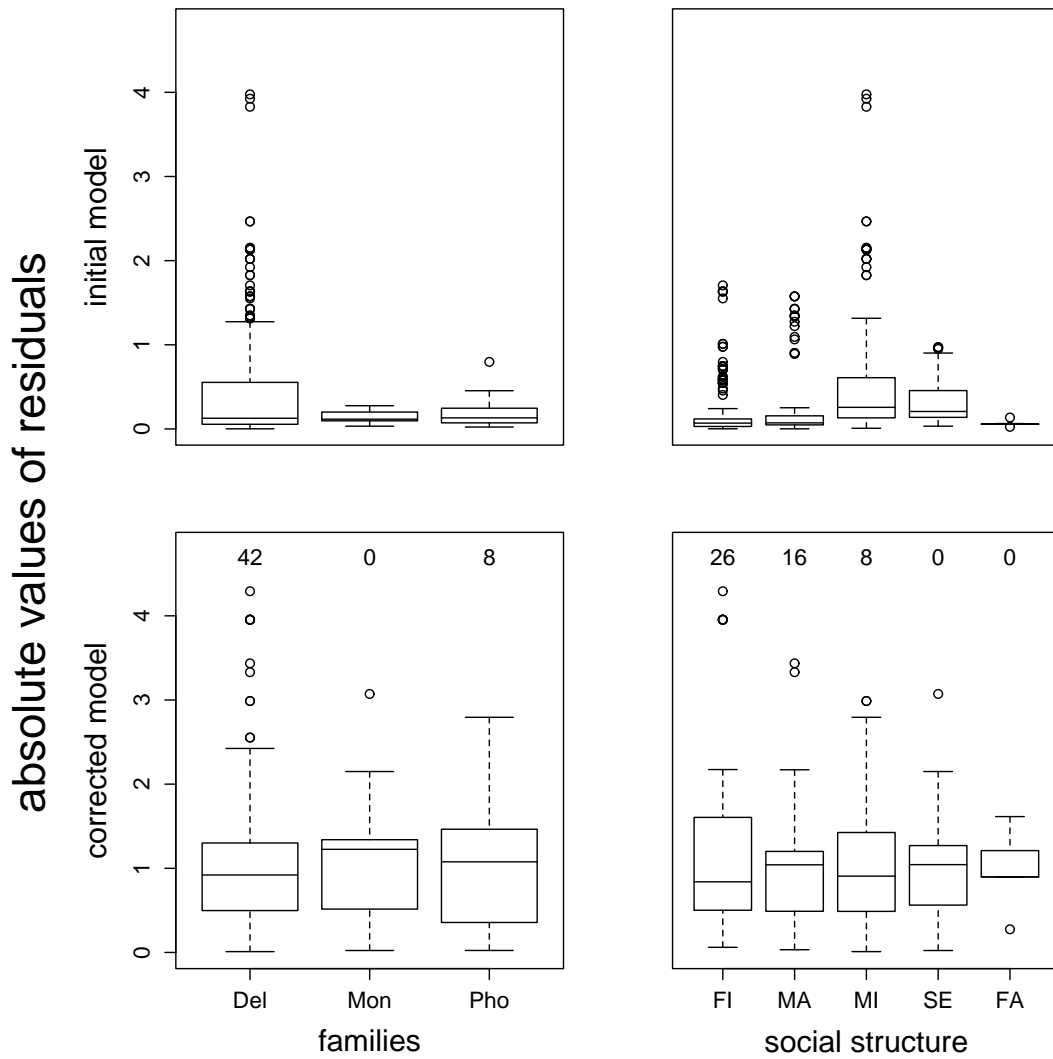 absolute values of residuals
initial model
0 1 2 3 4
corrected model
0 1 2 3 4
42 0 8
26 16 8 0 0
Del Mon Pho
families
FI MA MI SE FA
social structure